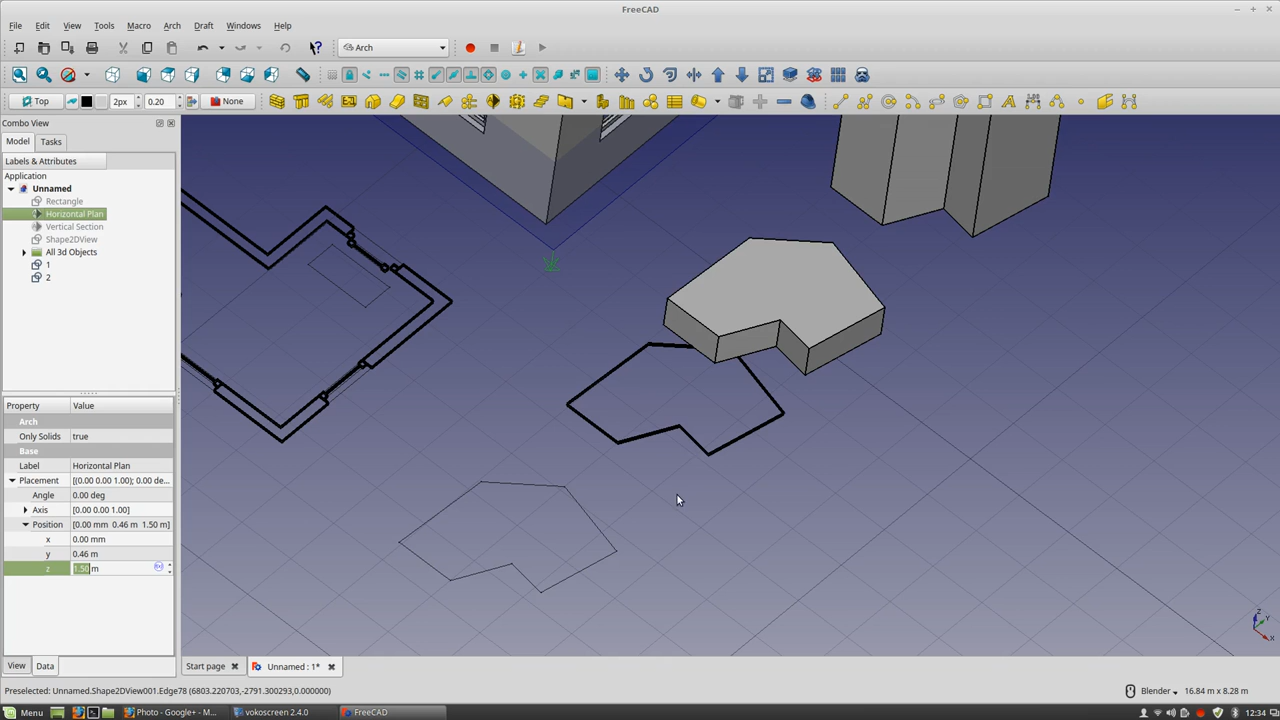 FreeCAD
File Edit View Tools Macro Arch Draft Windows Help
Arch
Top 2px 0.20 None
Combo View
Model Tasks
Labels & Attributes
Application
Unnamed
Rectangle
Horizontal Plan
Vertical Section
Shape2DView
All 3d Objects
1
2
Property Value
Arch
Only Solids true
Base
Label Horizontal Plan
Placement [(0.00 0.00 1.00); 0.00 de...
Angle 0.00 deg
Axis [0.00 0.00 1.00]
Position [0.00 mm 0.46 m 1.50 m]
x 0.00 mm
y 0.46 m
z 1.50 m
View Data
Start page Unnamed : 1*
Preselected: Unnamed.Shape2DView001.Edge78 (6803.220703,-2791.300293,0.000000)
Blender 16.84 m x 8.28 m
Menu Photo - Google+ - M... vokoscreen 2.4.0 FreeCAD 12:34